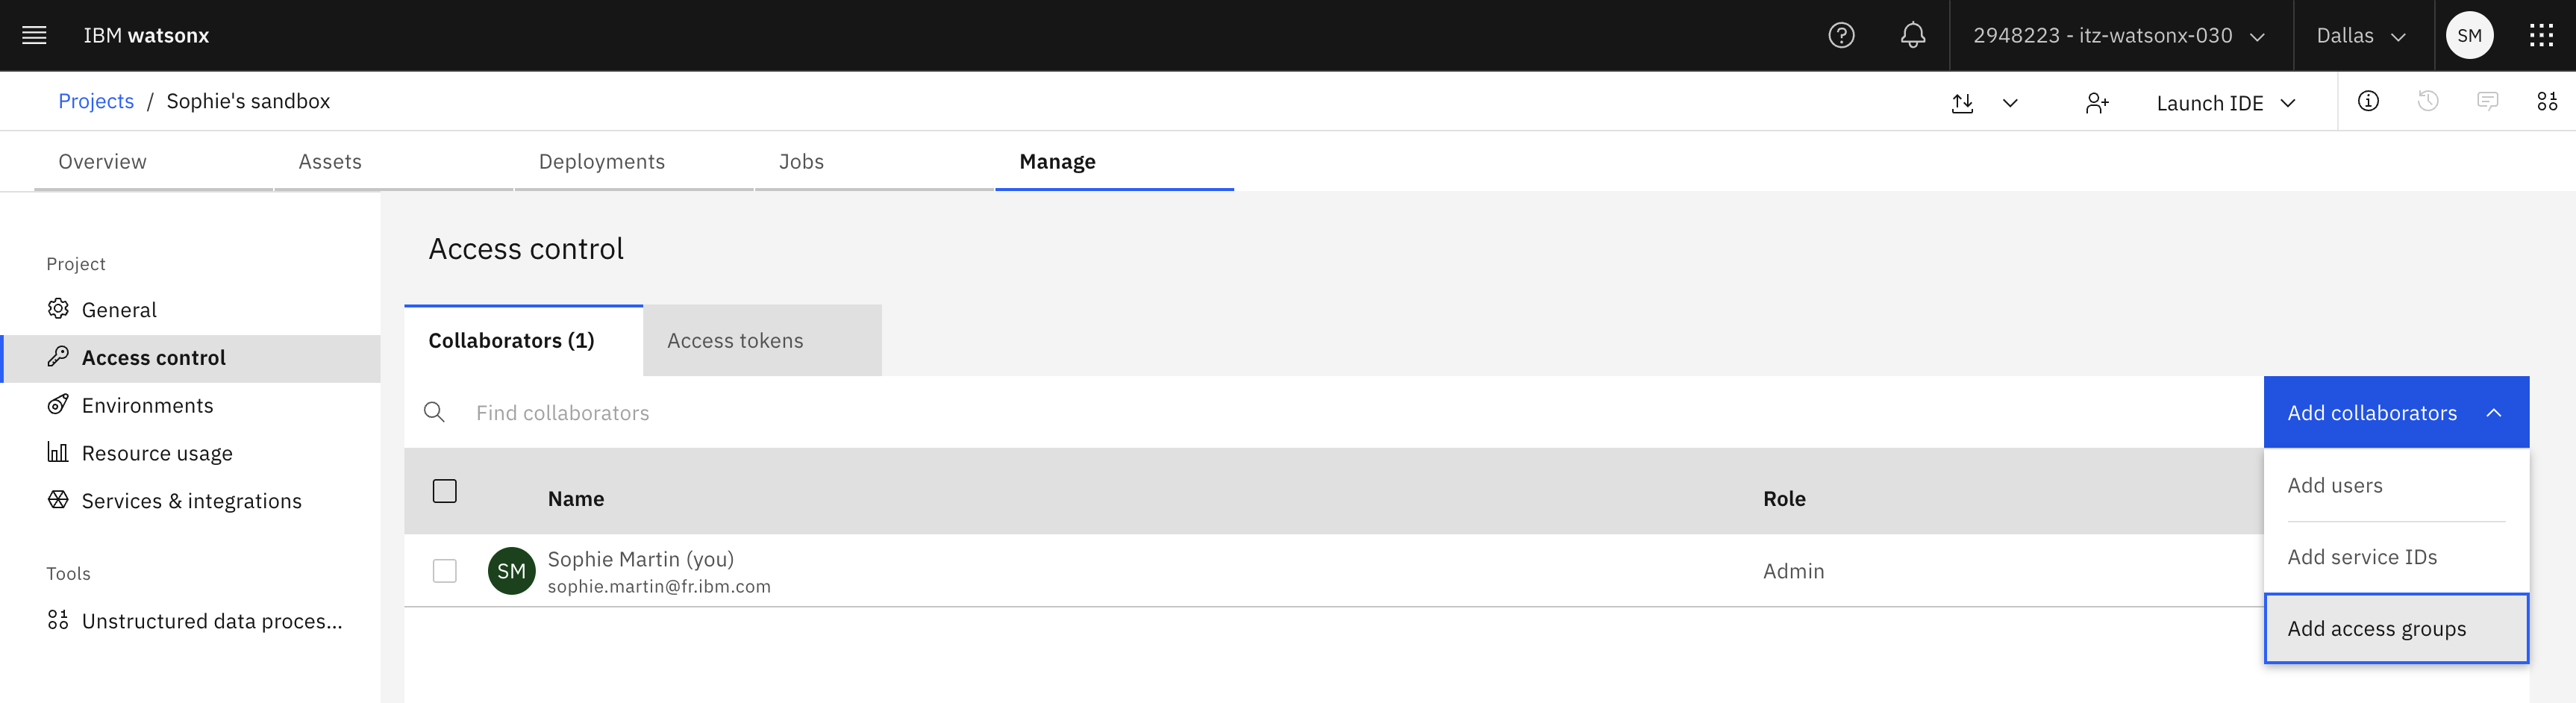 IBM watsonx
2948223 - itz-watsonx-030
Dallas
SM
Projects / Sophie's sandbox
Launch IDE
Overview
Assets
Deployments
Jobs
Manage
Project
General
Access control
Environments
Resource usage
Services & integrations
Tools
Unstructured data proces...
Access control
Collaborators (1)
Access tokens
Find collaborators
Add collaborators
Name
Role
SM
Sophie Martin (you)
sophie.martin@fr.ibm.com
Admin
Add users
Add service IDs
Add access groups